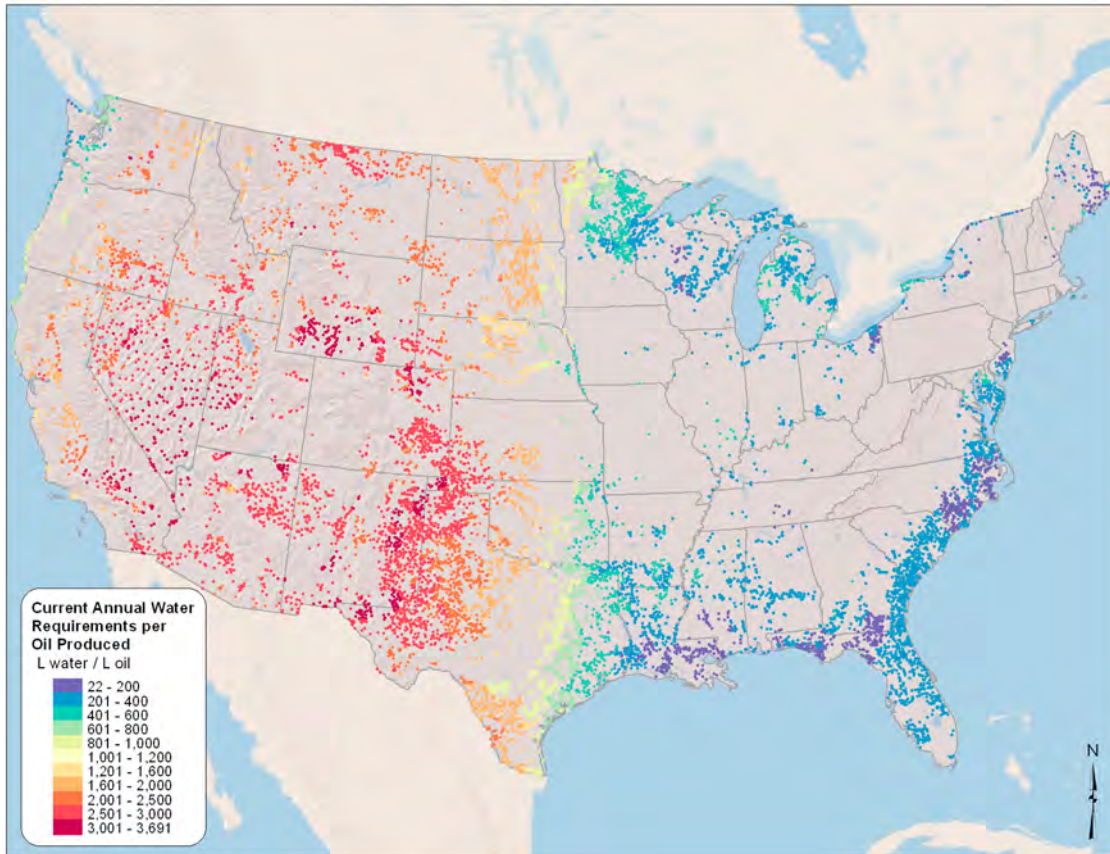 N
Current Annual Water
Requirements per
Oil Produced
L water / L oil
22 - 200
201 - 400
401 - 600
601 - 800
801 - 1,000
1,001 - 1,200
1,201 - 1,600
1,601 - 2,000
2,001 - 2,500
2,501 - 3,000
3,001 - 3,691